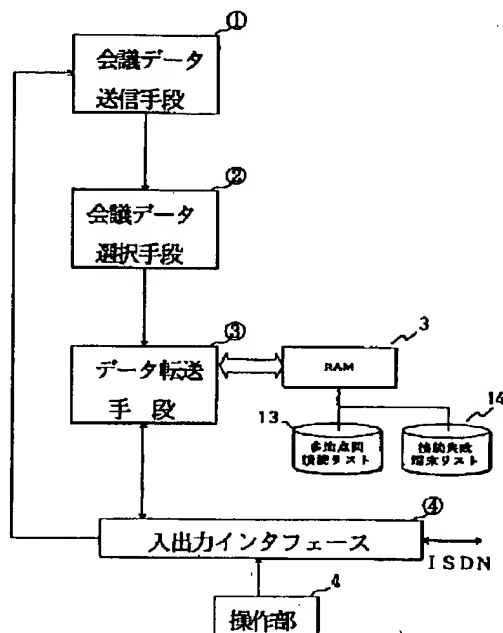 ①
会議データ
送信手段
②
会議データ
選択手段
③
データ転送
手 段
3
RAM
13
多地点間
接続リスト
14
接続失敗
端末リスト
④
入出力インタフェース
ISDN
4
操作部